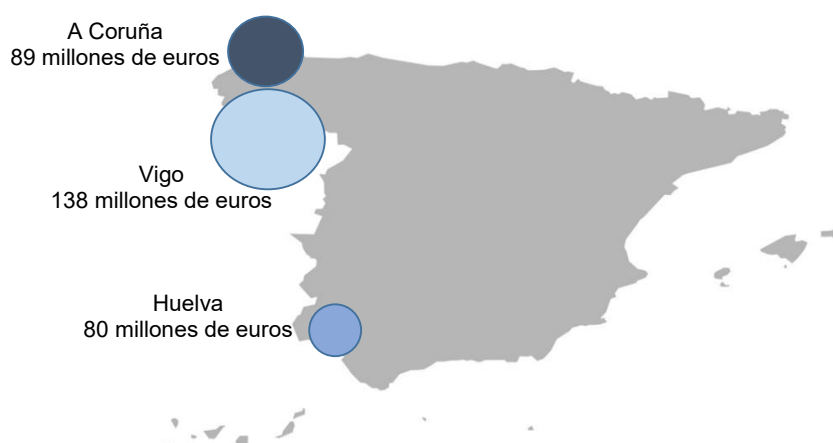 A Coruña
89 millones de euros
Vigo
138 millones de euros
Huelva
80 millones de euros